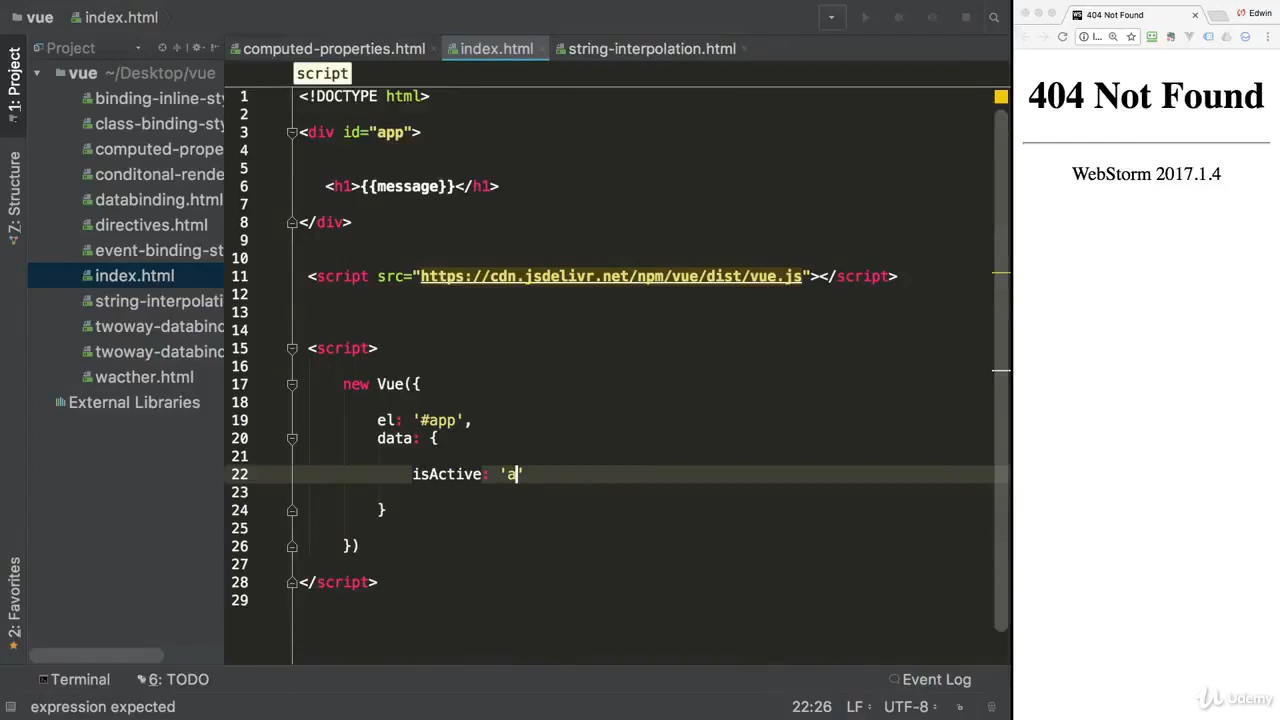 vue index.html
404 Not Found
Edwin
Project
computed-properties.html index.html string-interpolation.html
I...
1: Project
vue ~/Desktop/vue
script
404 Not Found
WebStorm 2017.1.4
binding-inline-sty
class-binding-sty
computed-prope
conditonal-rende
databinding.html
directives.html
event-binding-st
index.html
string-interpolati
twoway-databind
twoway-databind
wacther.html
External Libraries
7: Structure
2: Favorites
1 <!DOCTYPE html>
2
3 <div id="app">
4
5
6 <h1>{{message}}</h1>
7
8 </div>
9
10
11 <script src="https://cdn.jsdelivr.net/npm/vue/dist/vue.js"></script>
12
13
14
15 <script>
16
17 new Vue({
18
19 el: '#app',
20 data: {
21
22 isActive: 'a'
23
24 }
25
26 })
27
28 </script>
29
Terminal 6: TODO Event Log
expression expected 22:26 LF UTF-8
Udemy